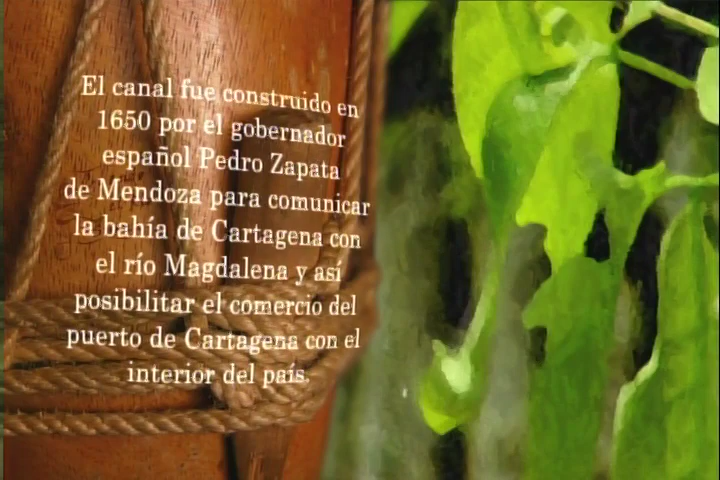 El canal fue construido en
1650 por el gobernador
español Pedro Zapata
de Mendoza para comunicar
la bahía de Cartagena con
el río Magdalena y así
posibilitar el comercio del
puerto de Cartagena con el
interior del país.